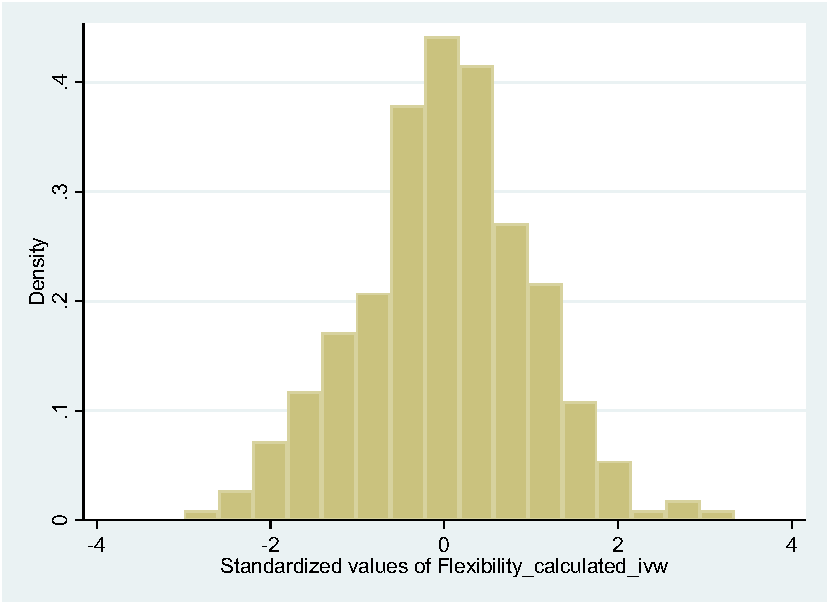 .4
.3
.2
.1
0
Density
-4 -2 0 2 4
Standardized values of Flexibility_calculated_ivw